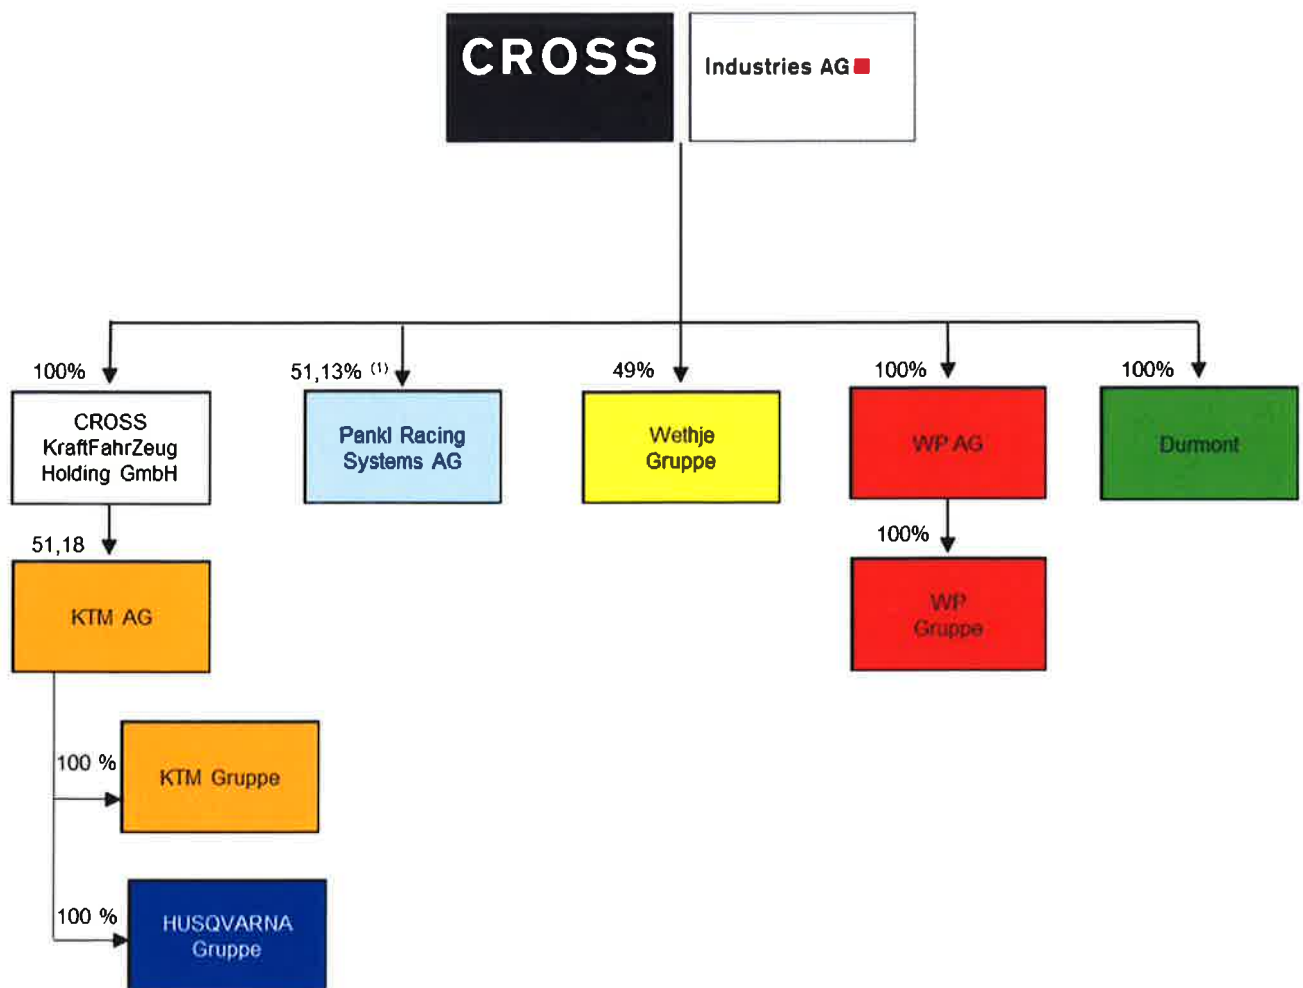 CROSS
Industries AG
100%
51,13% (1)
49%
100%
100%
CROSS
KraftFahrZeug
Holding GmbH
Pankl Racing
Systems AG
Wethje
Gruppe
WP AG
Durmont
51,18
100%
KTM AG
WP
Gruppe
100 %
KTM Gruppe
100 %
HUSQVARNA
Gruppe